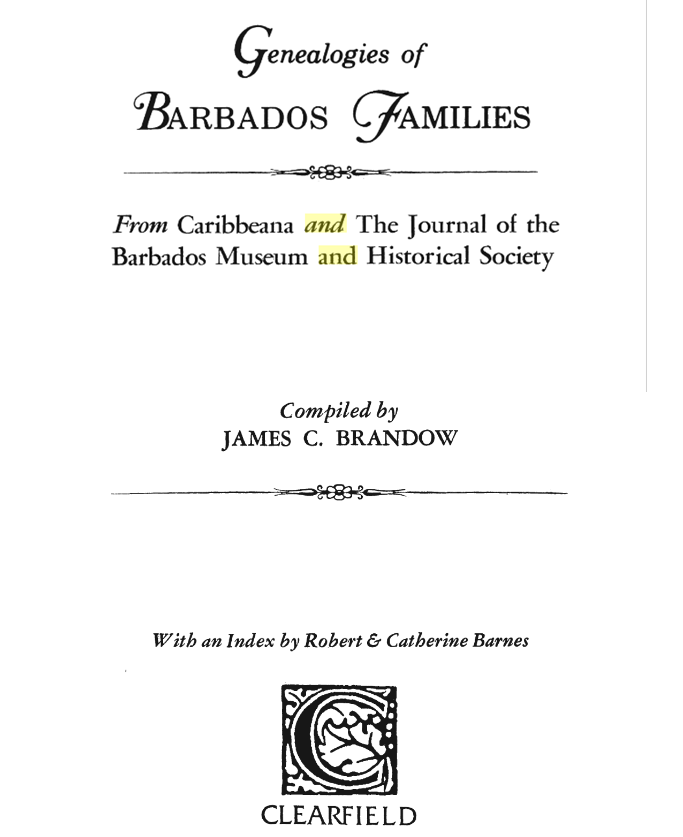 Genealogies of
BARBADOS FAMILIES
From Caribbeana and The Journal of the
Barbados Museum and Historical Society
Compiled by
JAMES C. BRANDOW
With an Index by Robert & Catherine Barnes
C
CLEARFIELD